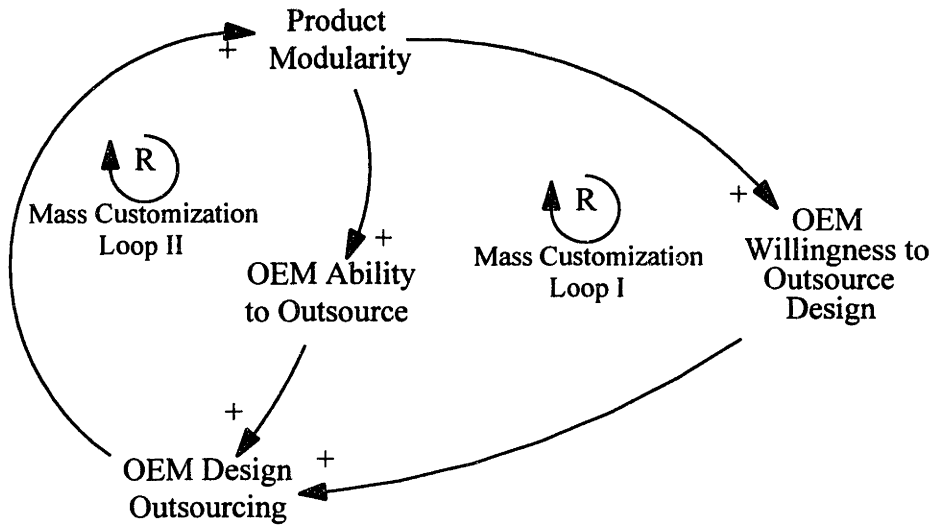 Product
Modularity
+
R
Mass Customization
Loop II
+
OEM Ability
to Outsource
R
Mass Customization
Loop I
+
OEM
Willingness to
Outsource
Design
+
OEM Design
Outsourcing
+